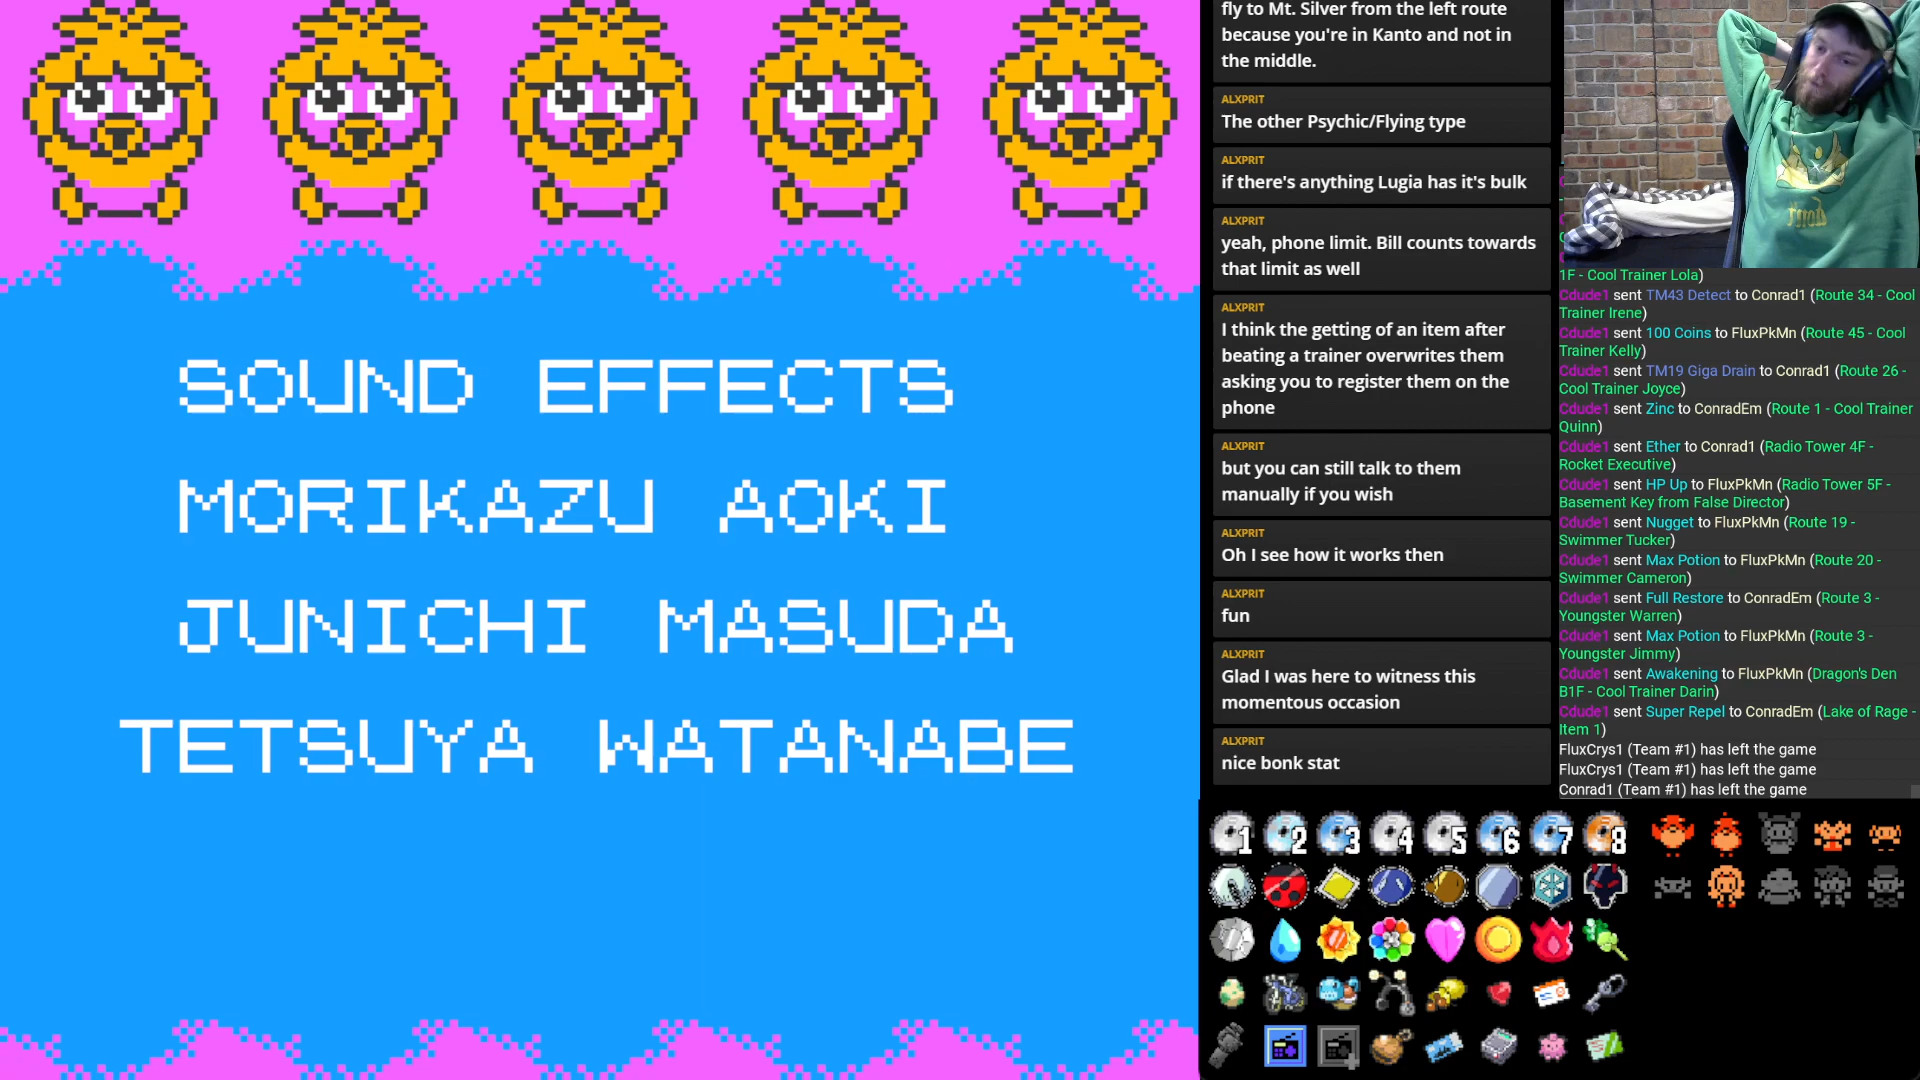 SOUND EFFECTS
MORIKAZU AOKI
JUNICHI MASUDA
TETSUYA WATANABE
fly to Mt. Silver from the left route
because you're in Kanto and not in
the middle.
ALXPRIT
The other Psychic/Flying type
ALXPRIT
if there's anything Lugia has it's bulk
ALXPRIT
yeah, phone limit. Bill counts towards
that limit as well
ALXPRIT
I think the getting of an item after
beating a trainer overwrites them
asking you to register them on the
phone
ALXPRIT
but you can still talk to them
manually if you wish
ALXPRIT
Oh I see how it works then
ALXPRIT
fun
ALXPRIT
Glad I was here to witness this
momentous occasion
ALXPRIT
nice bonk stat
1F - Cool Trainer Lola)
Cdude1 sent TM43 Detect to Conrad1 (Route 34 - Cool
Trainer Irene)
Cdude1 sent 100 Coins to FluxPkMn (Route 45 - Cool
Trainer Kelly)
Cdude1 sent TM19 Giga Drain to Conrad1 (Route 26 -
Cool Trainer Joyce)
Cdude1 sent Zinc to ConradEm (Route 1 - Cool Trainer
Quinn)
Cdude1 sent Ether to Conrad1 (Radio Tower 4F -
Rocket Executive)
Cdude1 sent HP Up to FluxPkMn (Radio Tower 5F -
Basement Key from False Director)
Cdude1 sent Nugget to FluxPkMn (Route 19 -
Swimmer Tucker)
Cdude1 sent Max Potion to FluxPkMn (Route 20 -
Swimmer Cameron)
Cdude1 sent Full Restore to ConradEm (Route 3 -
Youngster Warren)
Cdude1 sent Max Potion to FluxPkMn (Route 3 -
Youngster Jimmy)
Cdude1 sent Awakening to FluxPkMn (Dragon's Den
B1F - Cool Trainer Darin)
Cdude1 sent Super Repel to ConradEm (Lake of Rage -
Item 1)
FluxCrys1 (Team #1) has left the game
FluxCrys1 (Team #1) has left the game
Conrad1 (Team #1) has left the game
1 2 3 4 5 6 7 8